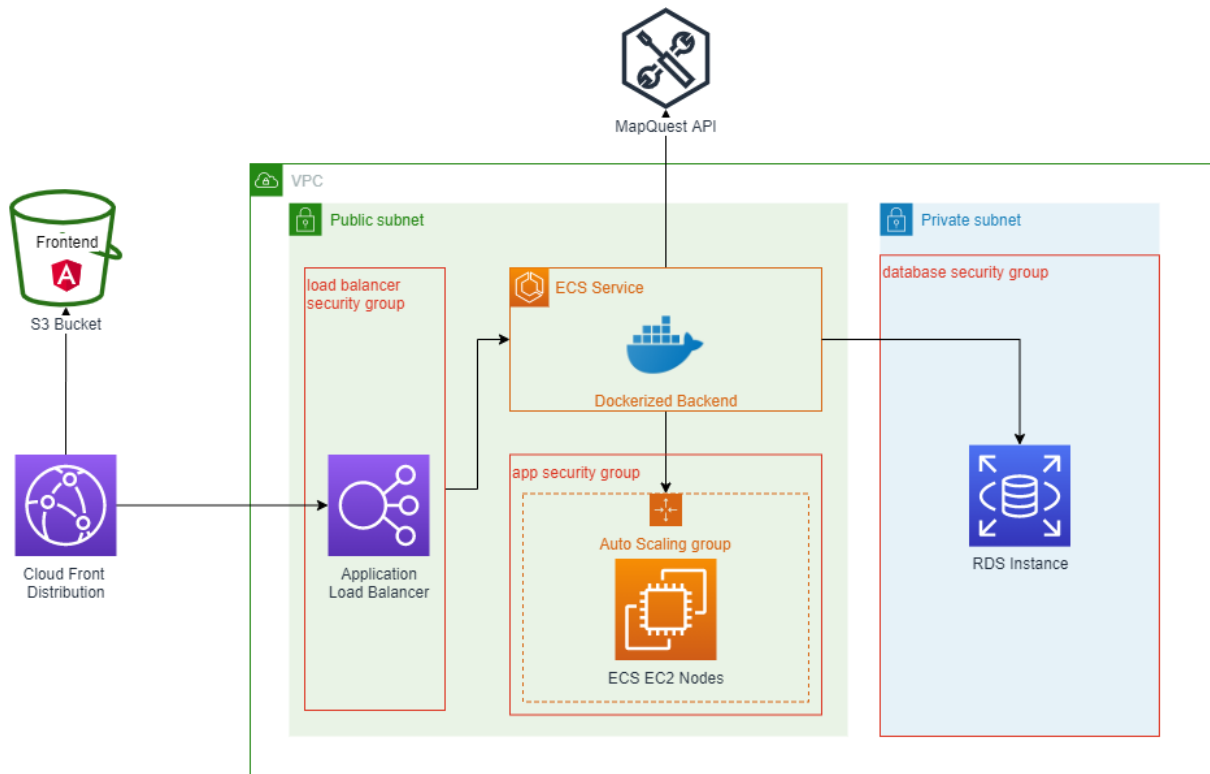 MapQuest API
VPC
Public subnet
Private subnet
Frontend
S3 Bucket
load balancer
security group
ECS Service
Dockerized Backend
database security group
app security group
Auto Scaling group
ECS EC2 Nodes
Cloud Front
Distribution
Application
Load Balancer
RDS Instance